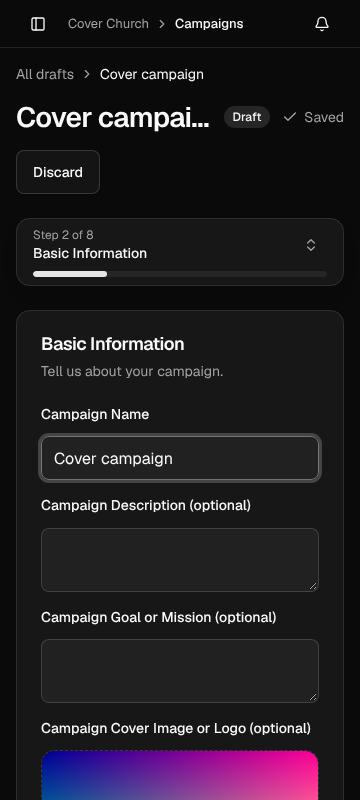 Cover Church > Campaigns
All drafts > Cover campaign
Cover campai... Draft Saved
Discard
Step 2 of 8
Basic Information
Basic Information
Tell us about your campaign.
Campaign Name
Cover campaign
Campaign Description (optional)
Campaign Goal or Mission (optional)
Campaign Cover Image or Logo (optional)